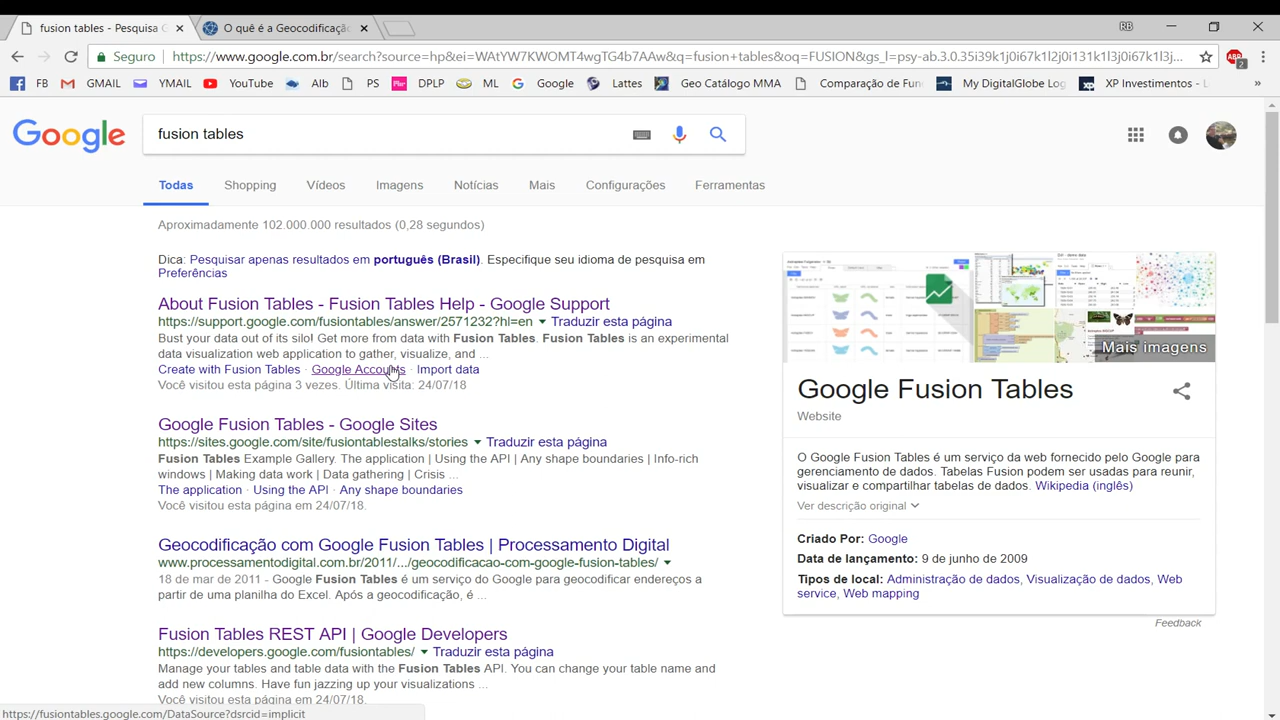 fusion tables - Pesquisa G
O quê é a Geocodificaçã
RB
Seguro
https://www.google.com.br/search?source=hp&ei=WAtYW7KWOMT4wgTG4b7AAw&q=fusion+tables&oq=FUSION&gs_l=psy-ab.3.0.35i39k1j0i67k1l2j0i131k1l3j0i67k1l3j...
2
FB
GMAIL
YMAIL
YouTube
Alb
PS
DPLP
ML
Google
Lattes
Geo Catálogo MMA
Comparação de Fun
My DigitalGlobe Log
XP Investimentos - L
»
Google
fusion tables
Todas
Shopping
Vídeos
Imagens
Notícias
Mais
Configurações
Ferramentas
Aproximadamente 102.000.000 resultados (0,28 segundos)
Dica: Pesquisar apenas resultados em português (Brasil). Especifique seu idioma de pesquisa em
Preferências
About Fusion Tables - Fusion Tables Help - Google Support
https://support.google.com/fusiontables/answer/2571232?hl=en Traduzir esta página
Bust your data out of its silo! Get more from data with Fusion Tables. Fusion Tables is an experimental
data visualization web application to gather, visualize, and ...
Create with Fusion Tables · Google Accounts · Import data
Você visitou esta página 3 vezes. Última visita: 24/07/18
Google Fusion Tables - Google Sites
https://sites.google.com/site/fusiontablestalks/stories Traduzir esta página
Fusion Tables Example Gallery. The application | Using the API | Any shape boundaries | Info-rich
windows | Making data work | Data gathering | Crisis ...
The application · Using the API · Any shape boundaries
Você visitou esta página em 24/07/18.
Geocodificação com Google Fusion Tables | Processamento Digital
www.processamentodigital.com.br/2011/.../geocodificacao-com-google-fusion-tables/
18 de mar de 2011 - Google Fusion Tables é um serviço do Google para geocodificar endereços a
partir de uma planilha do Excel. Após a geocodificação, é ...
Fusion Tables REST API | Google Developers
https://developers.google.com/fusiontables/ Traduzir esta página
Manage your tables and table data with the Fusion Tables API. You can change your table name and
add new columns. Have fun jazzing up your visualizations ...
Você visitou esta página em 24/07/18.
https://fusiontables.google.com/DataSource?dsrcid=implicit
Mais imagens
Google Fusion Tables
Website
O Google Fusion Tables é um serviço da web fornecido pelo Google para
gerenciamento de dados. Tabelas Fusion podem ser usadas para reunir,
visualizar e compartilhar tabelas de dados. Wikipedia (inglês)
Ver descrição original
Criado Por: Google
Data de lançamento: 9 de junho de 2009
Tipos de local: Administração de dados, Visualização de dados, Web
service, Web mapping
Feedback